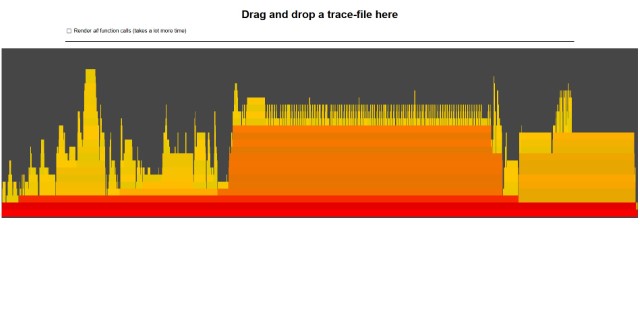 Drag and drop a trace-file here
Render all function calls (takes a lot more time)